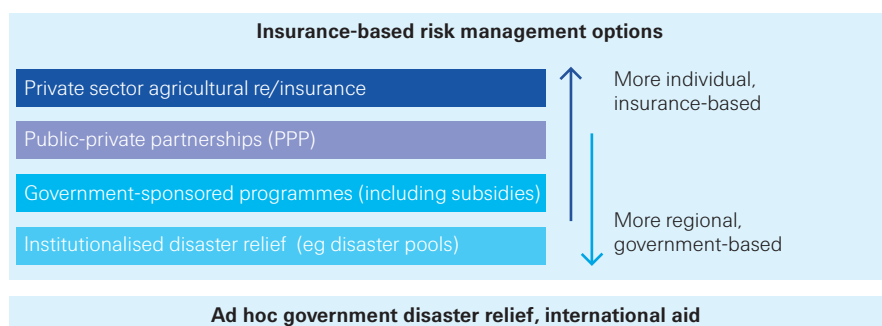 Insurance-based risk management options
Private sector agricultural re/insurance
Public-private partnerships (PPP)
Government-sponsored programmes (including subsidies)
Institutionalised disaster relief (eg disaster pools)
More individual,
insurance-based
More regional,
government-based
Ad hoc government disaster relief, international aid